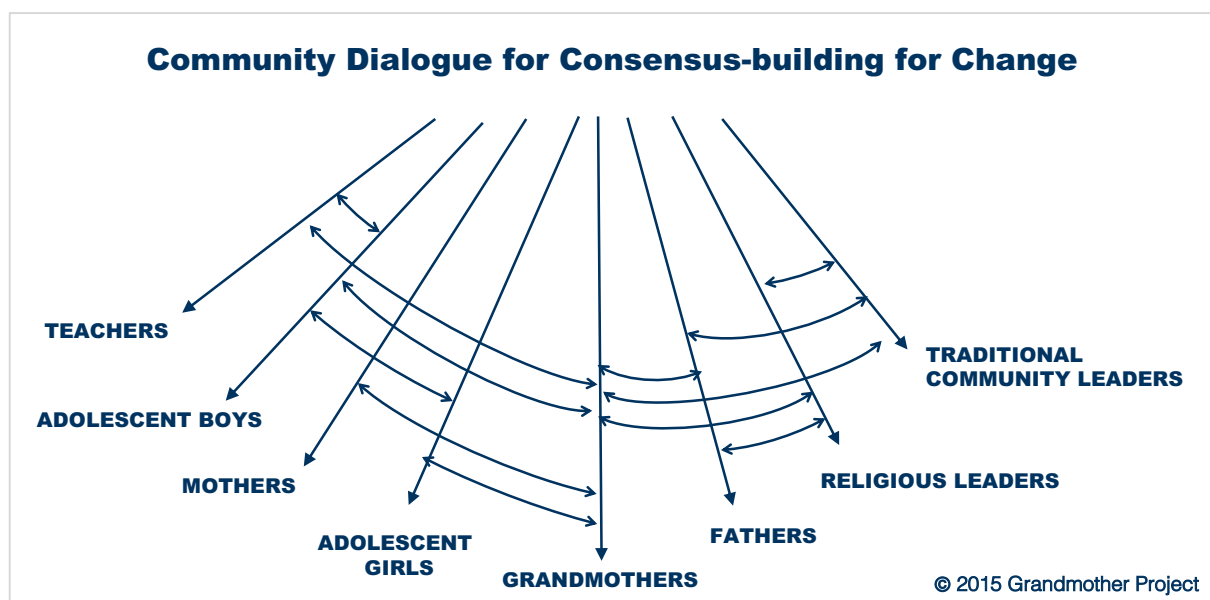 Community Dialogue for Consensus-building for Change
TEACHERS
ADOLESCENT BOYS
MOTHERS
ADOLESCENT
GIRLS
GRANDMOTHERS
FATHERS
RELIGIOUS LEADERS
TRADITIONAL
COMMUNITY LEADERS
© 2015 Grandmother Project